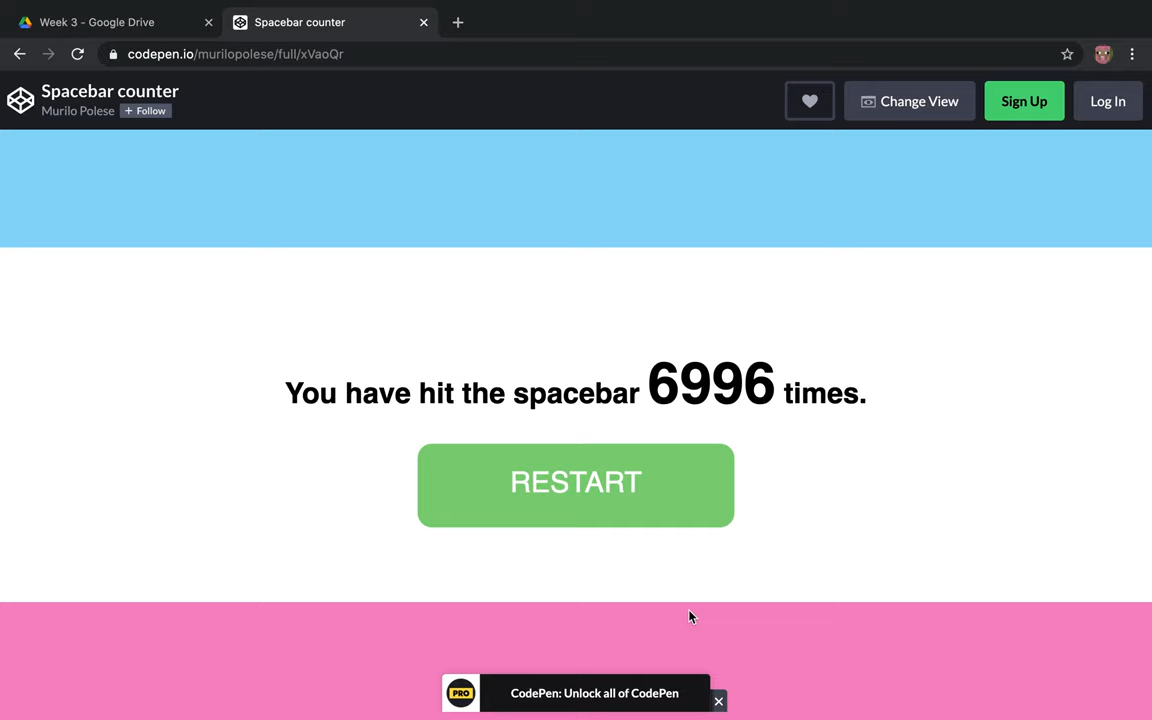 Week 3 - Google Drive
Spacebar counter
codepen.io/murilopolese/full/xVaoQr
Spacebar counter
Murilo Polese + Follow
Change View
Sign Up
Log In
You have hit the spacebar 6996 times.
RESTART
PRO
CodePen: Unlock all of CodePen